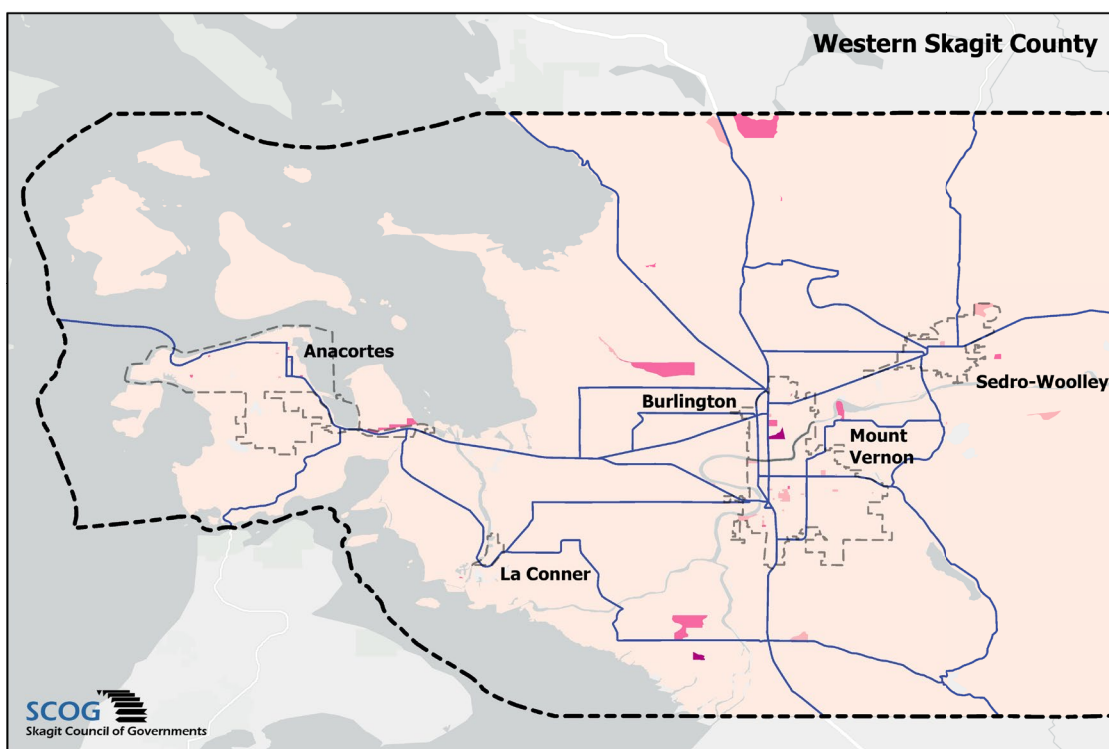 Western Skagit County
Anacortes
Sedro-Woolley
Burlington
Mount
Vernon
La Conner
SCOG
Skagit Council of Governments